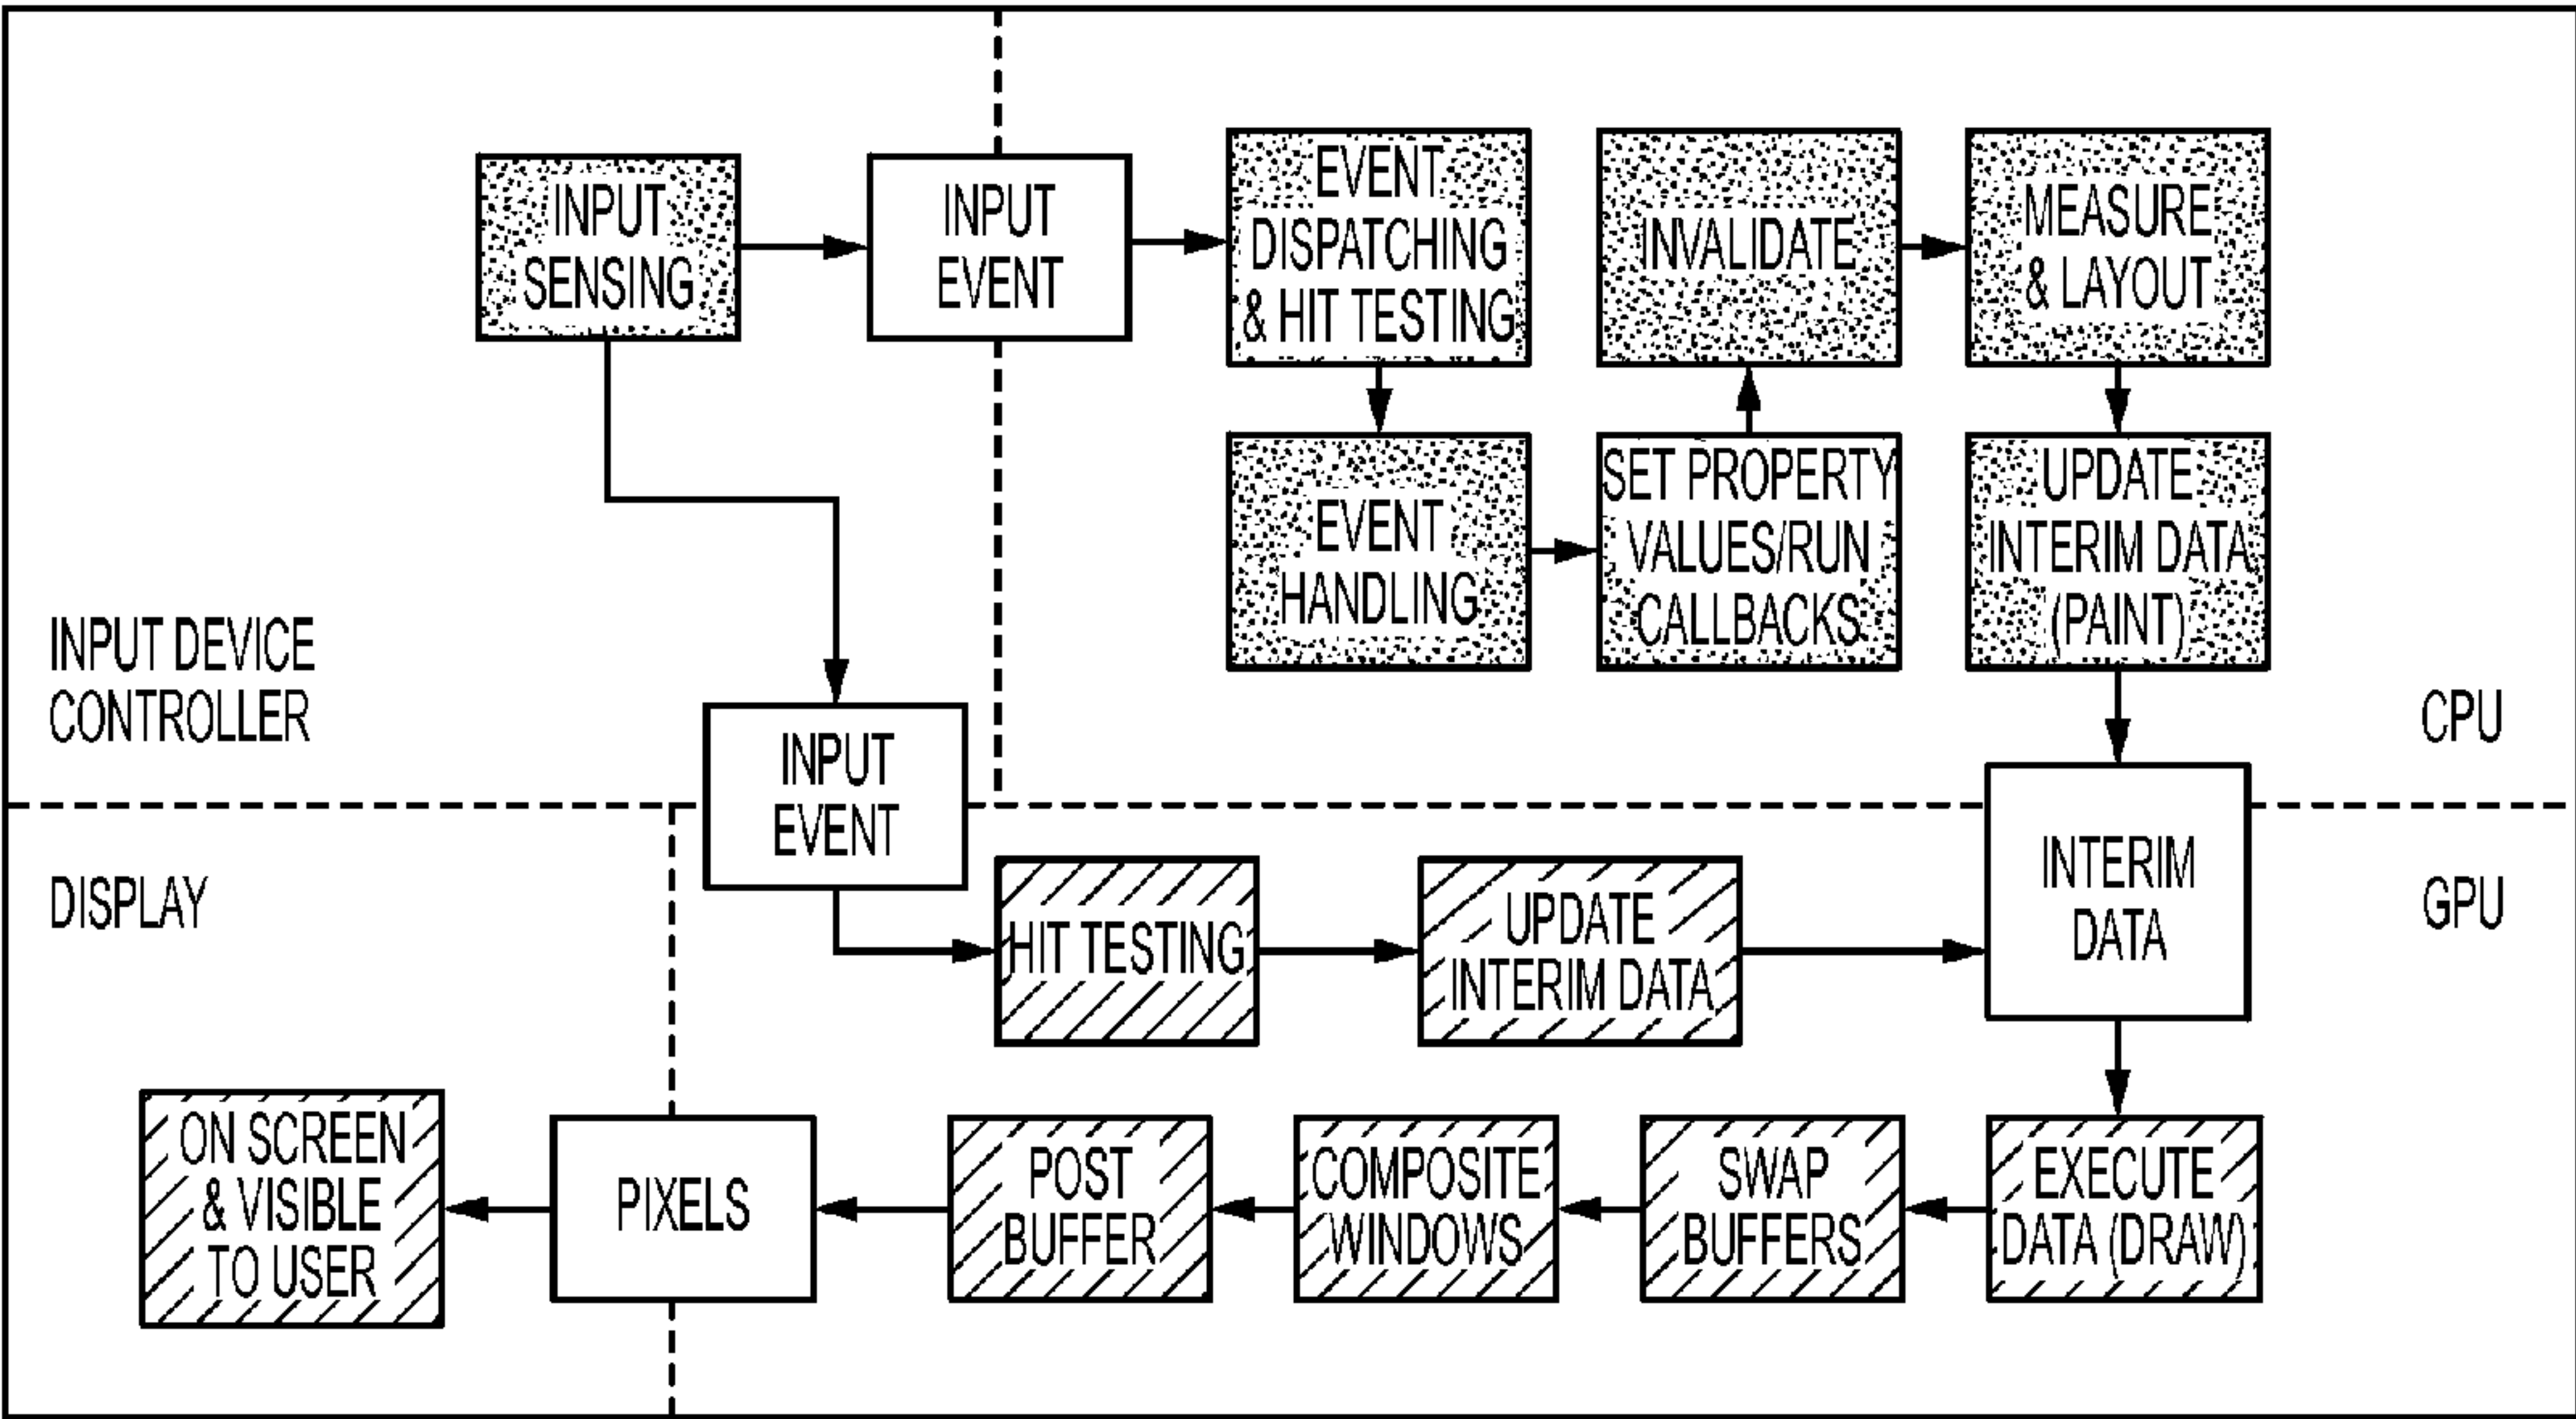 INPUT
SENSING
INPUT
EVENT
EVENT
DISPATCHING
& HIT TESTING
INVALIDATE
MEASURE
& LAYOUT
EVENT
HANDLING
SET PROPERTY
VALUES/RUN
CALLBACKS
UPDATE
INTERIM DATA
(PAINT)
INPUT DEVICE
CONTROLLER
CPU
INPUT
EVENT
DISPLAY
HIT TESTING
UPDATE
INTERIM DATA
INTERIM
DATA
GPU
ON SCREEN
& VISIBLE
TO USER
PIXELS
POST
BUFFER
COMPOSITE
WINDOWS
SWAP
BUFFERS
EXECUTE
DATA (DRAW)